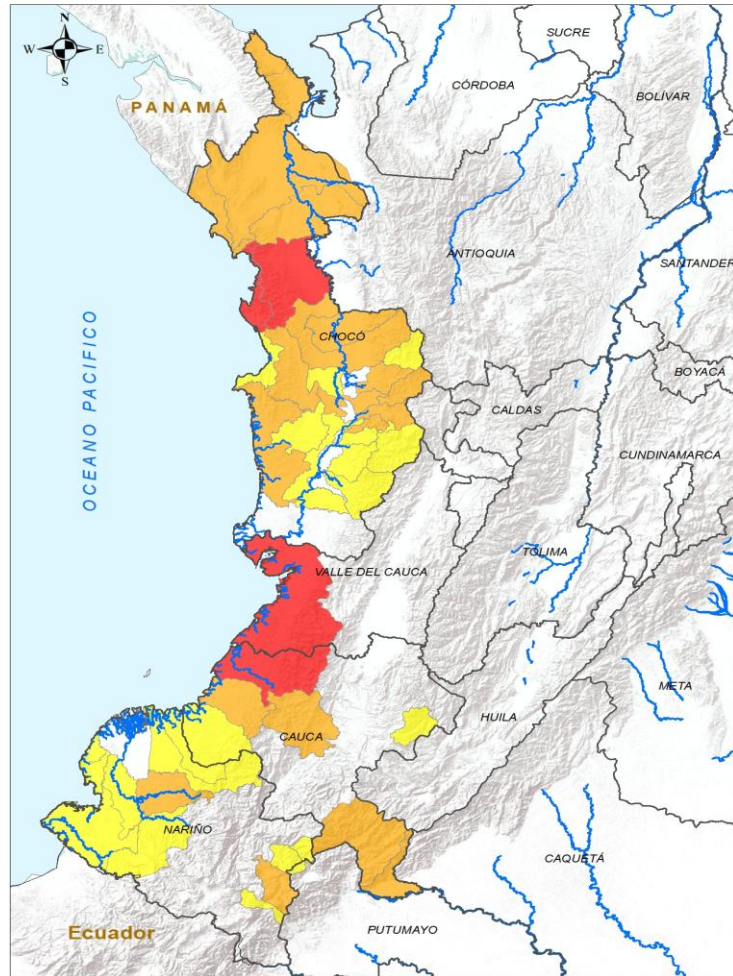 N
W E
S
SUCRE
CÓRDOBA
BOLÍVAR
PANAMÁ
ANTIOQUIA
SANTANDER
OCEANO PACIFICO
CHOCÓ
BOYACÁ
CALDAS
CUNDINAMARCA
TOLIMA
VALLE DEL CAUCA
META
HUILA
CAUCA
NARIÑO
CAQUETÁ
Ecuador
PUTUMAYO